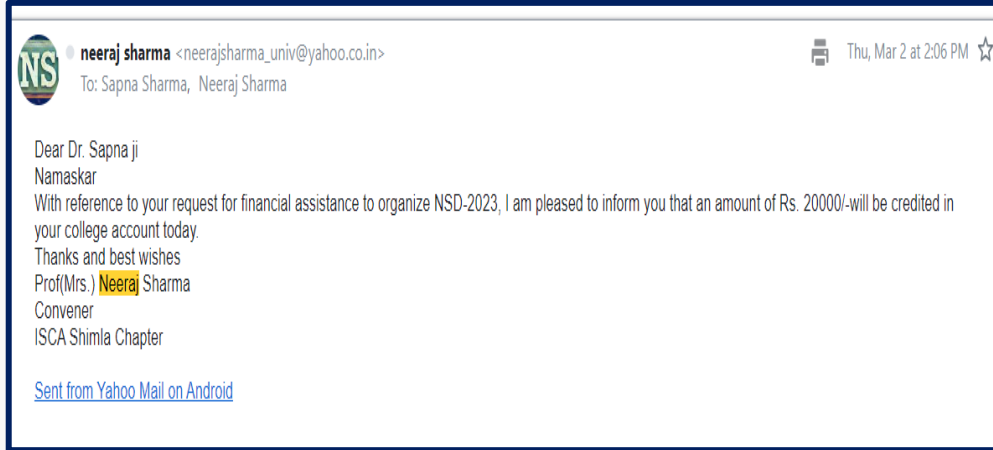 NS
neeraj sharma <neerajsharma_univ@yahoo.co.in>
Thu, Mar 2 at 2:06 PM
To: Sapna Sharma, Neeraj Sharma
Dear Dr. Sapna ji
Namaskar
With reference to your request for financial assistance to organize NSD-2023, I am pleased to inform you that an amount of Rs. 20000/-will be credited in
your college account today.
Thanks and best wishes
Prof(Mrs.) Neeraj Sharma
Convener
ISCA Shimla Chapter
Sent from Yahoo Mail on Android